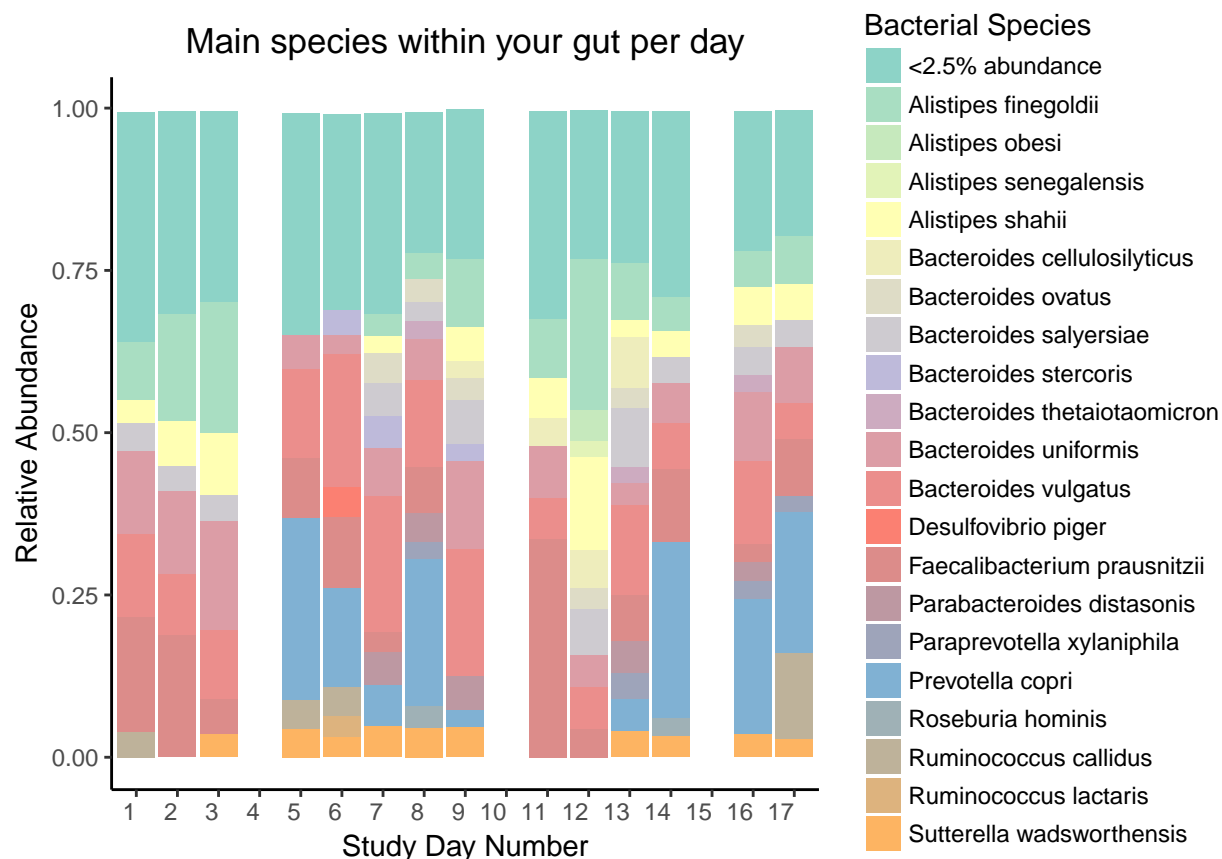 Main species within your gut per day
Relative Abundance
1.00
0.75
0.50
0.25
0.00
1 2 3 4 5 6 7 8 9 10 11 12 13 14 15 16 17
Study Day Number
Bacterial Species
<2.5% abundance
Alistipes finegoldii
Alistipes obesi
Alistipes senegalensis
Alistipes shahii
Bacteroides cellulosilyticus
Bacteroides ovatus
Bacteroides salyersiae
Bacteroides stercoris
Bacteroides thetaiotaomicron
Bacteroides uniformis
Bacteroides vulgatus
Desulfovibrio piger
Faecalibacterium prausnitzii
Parabacteroides distasonis
Paraprevotella xylaniphila
Prevotella copri
Roseburia hominis
Ruminococcus callidus
Ruminococcus lactaris
Sutterella wadsworthensis